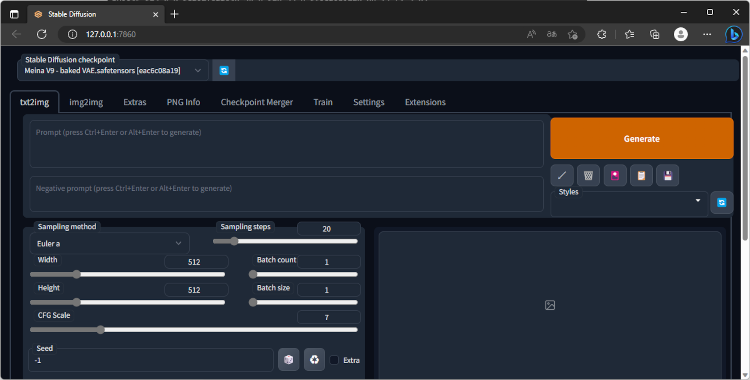 Stable Diffusion
127.0.0.1:7860
Stable Diffusion checkpoint
Meina V9 - baked VAE.safetensors [eac6c08a19]
txt2img img2img Extras PNG Info Checkpoint Merger Train Settings Extensions
Prompt (press Ctrl+Enter or Alt+Enter to generate)
Generate
Negative prompt (press Ctrl+Enter or Alt+Enter to generate)
Styles
Sampling method
Euler a
Sampling steps
20
Width
512
Batch count
1
Height
512
Batch size
1
CFG Scale
7
Seed
-1
Extra